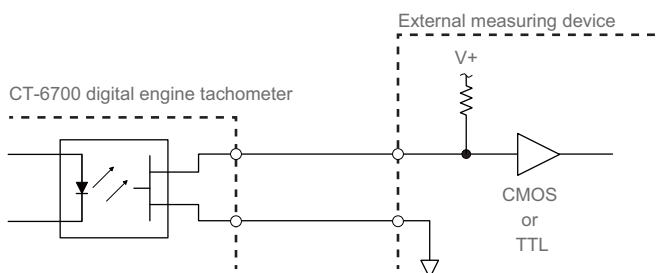 External measuring device
V+
CT-6700 digital engine tachometer
CMOS
or
TTL